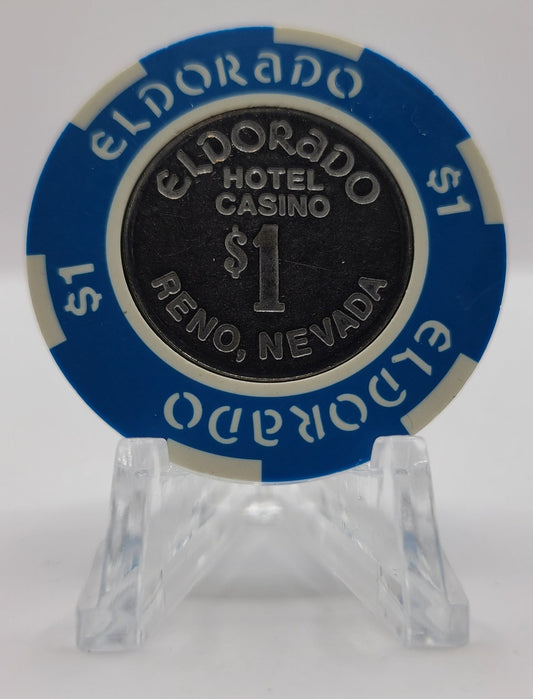 ELDORADO
$1
$1
ELDORADO
HOTEL
CASINO
$1
RENO, NEVADA
ELDORADO